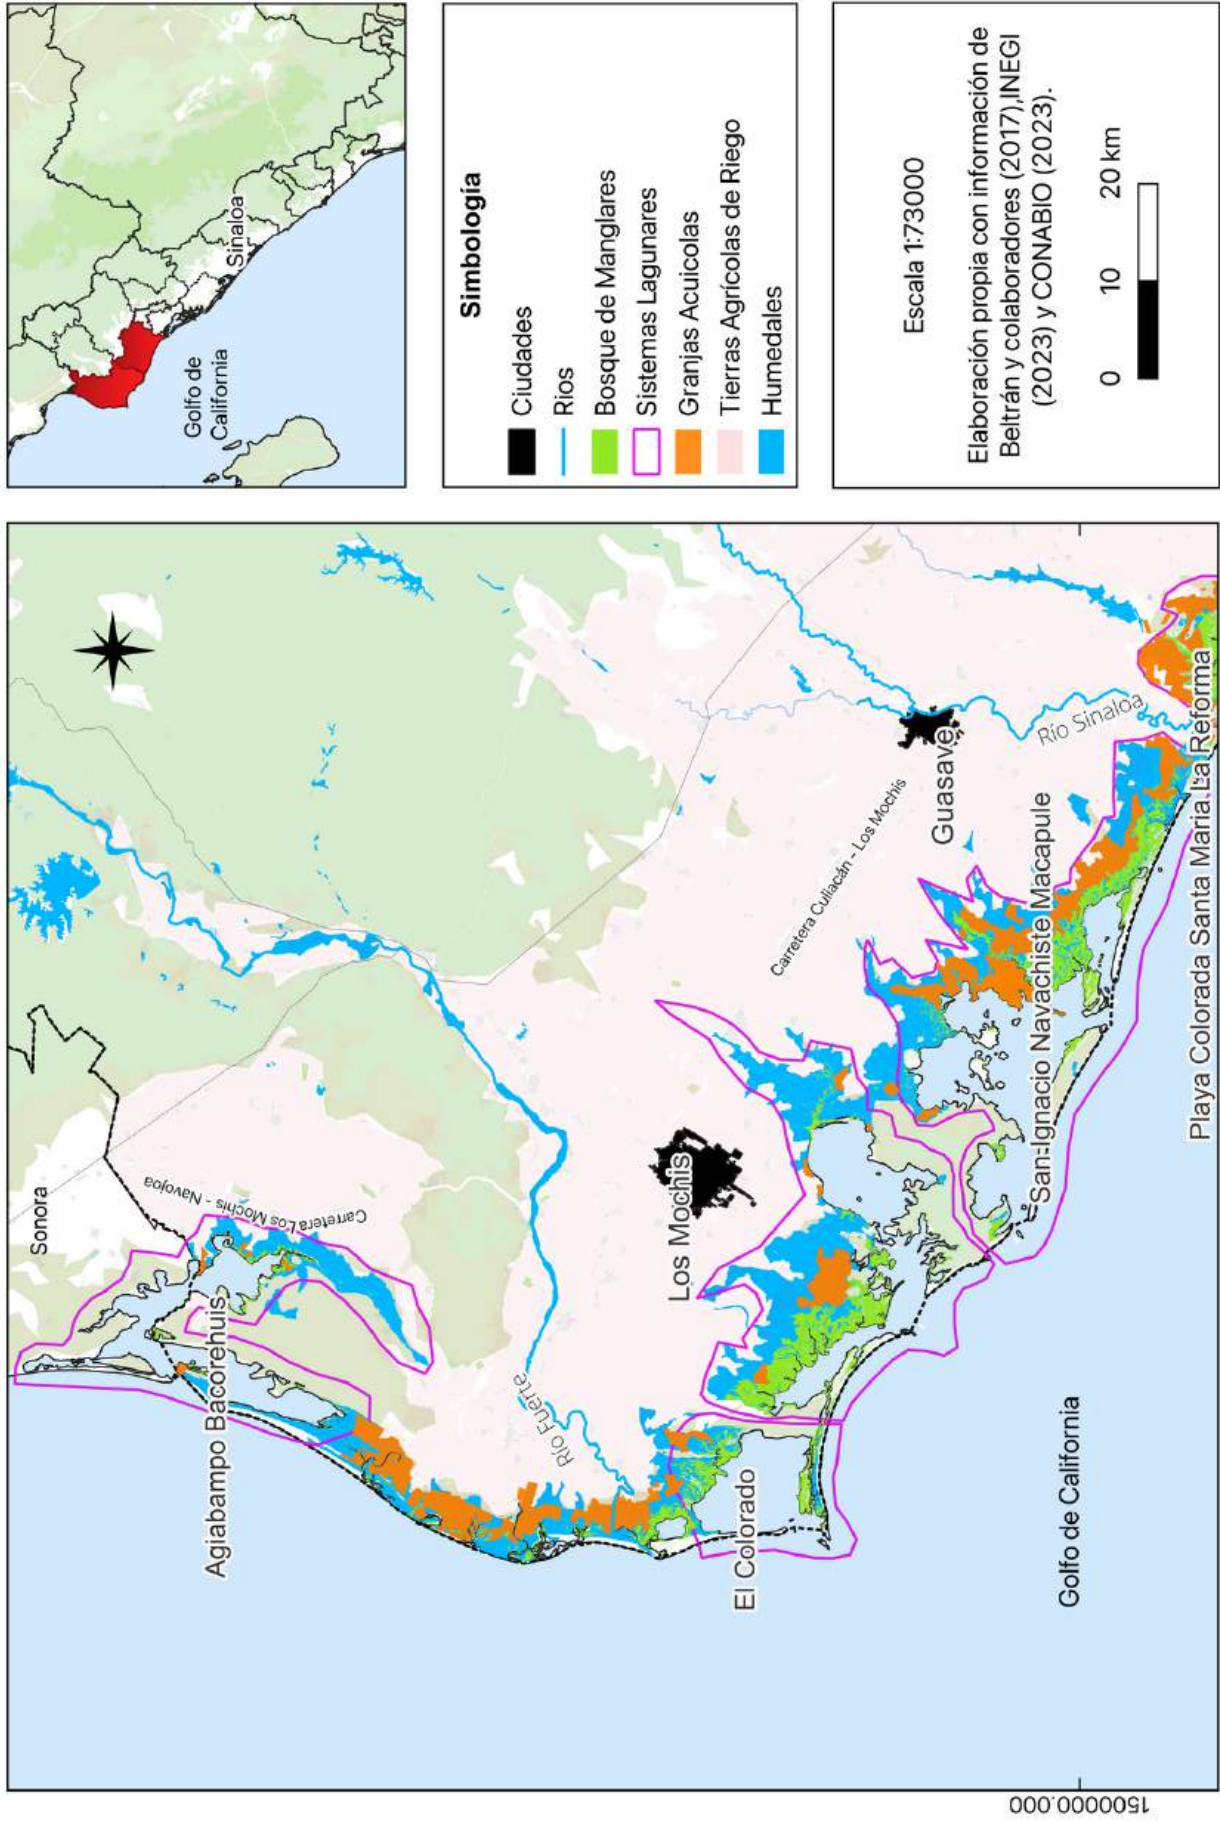 Sonora
Carretera Los Mochis - Navojoa
Agiabampo Bacorehuis
Río Fuerte
El Colorado
Los Mochis
Carretera Culiacán - Los Mochis
Guasave
Río Sinaloa
San Ignacio Navachiste Macapule
Playa Colorada Santa Maria La Reforma
Golfo de California
1500000.000
Sinaloa
Golfo de
California
Simbología
Ciudades
Rios
Bosque de Manglares
Sistemas Lagunares
Granjas Acuicolas
Tierras Agrícolas de Riego
Humedales
Escala 1:73000
Elaboración propia con información de
Beltrán y colaboradores (2017),INEGI
(2023) y CONABIO (2023).
0 10 20 km